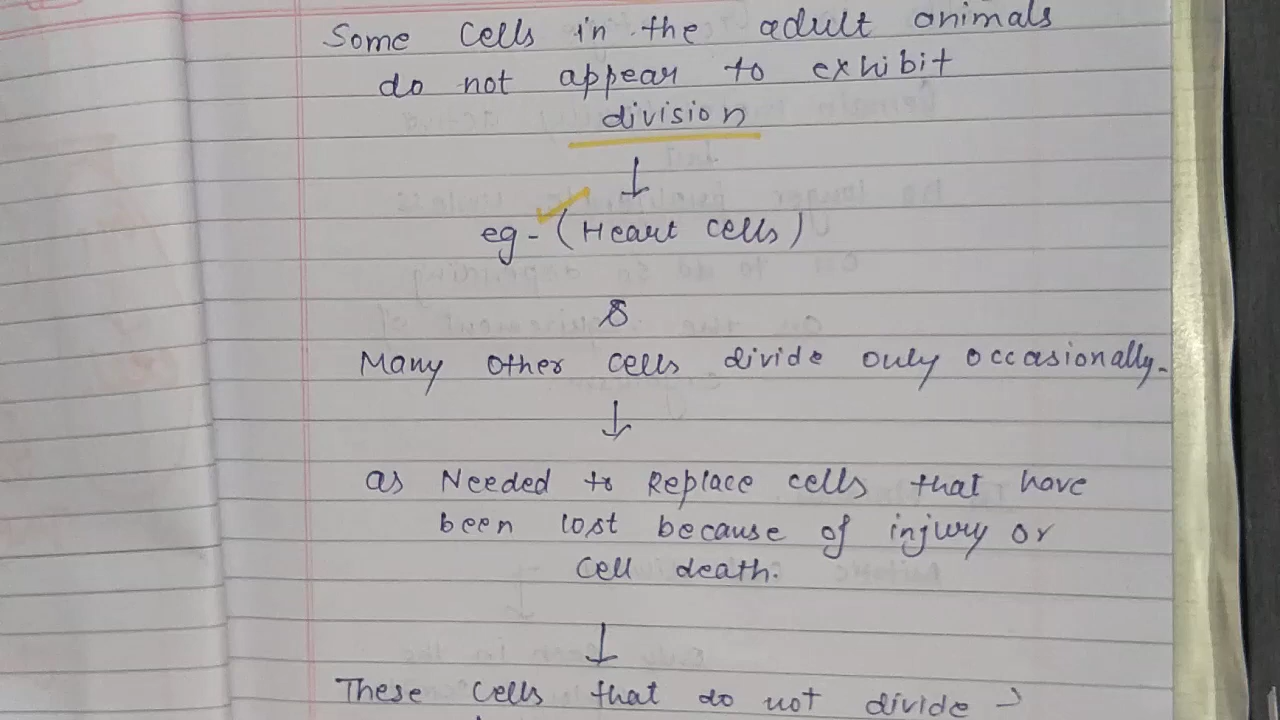 Some cells in the adult animals
do not appear to exhibit
division
↓
eg - (Heart cells)
&
Many other cells divide only occasionally.
↓
as Needed to Replace cells that have
been lost because of injury or
cell death.
↓
These cells that do not divide